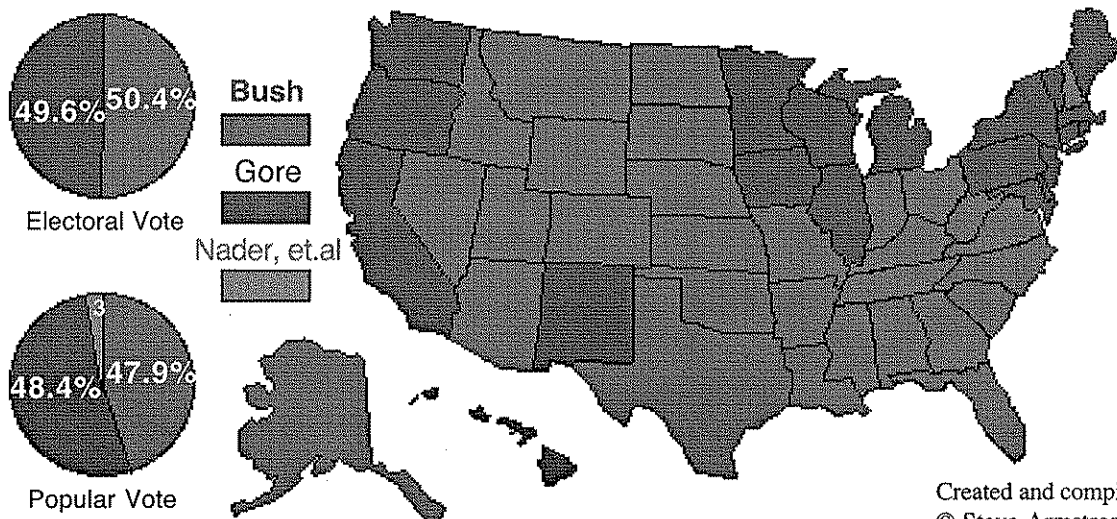 49.6%
50.4%
Electoral Vote
Bush
Gore
Nader, et.al
3
48.4%
47.9%
Popular Vote
Created and comp
© Steve Armstro